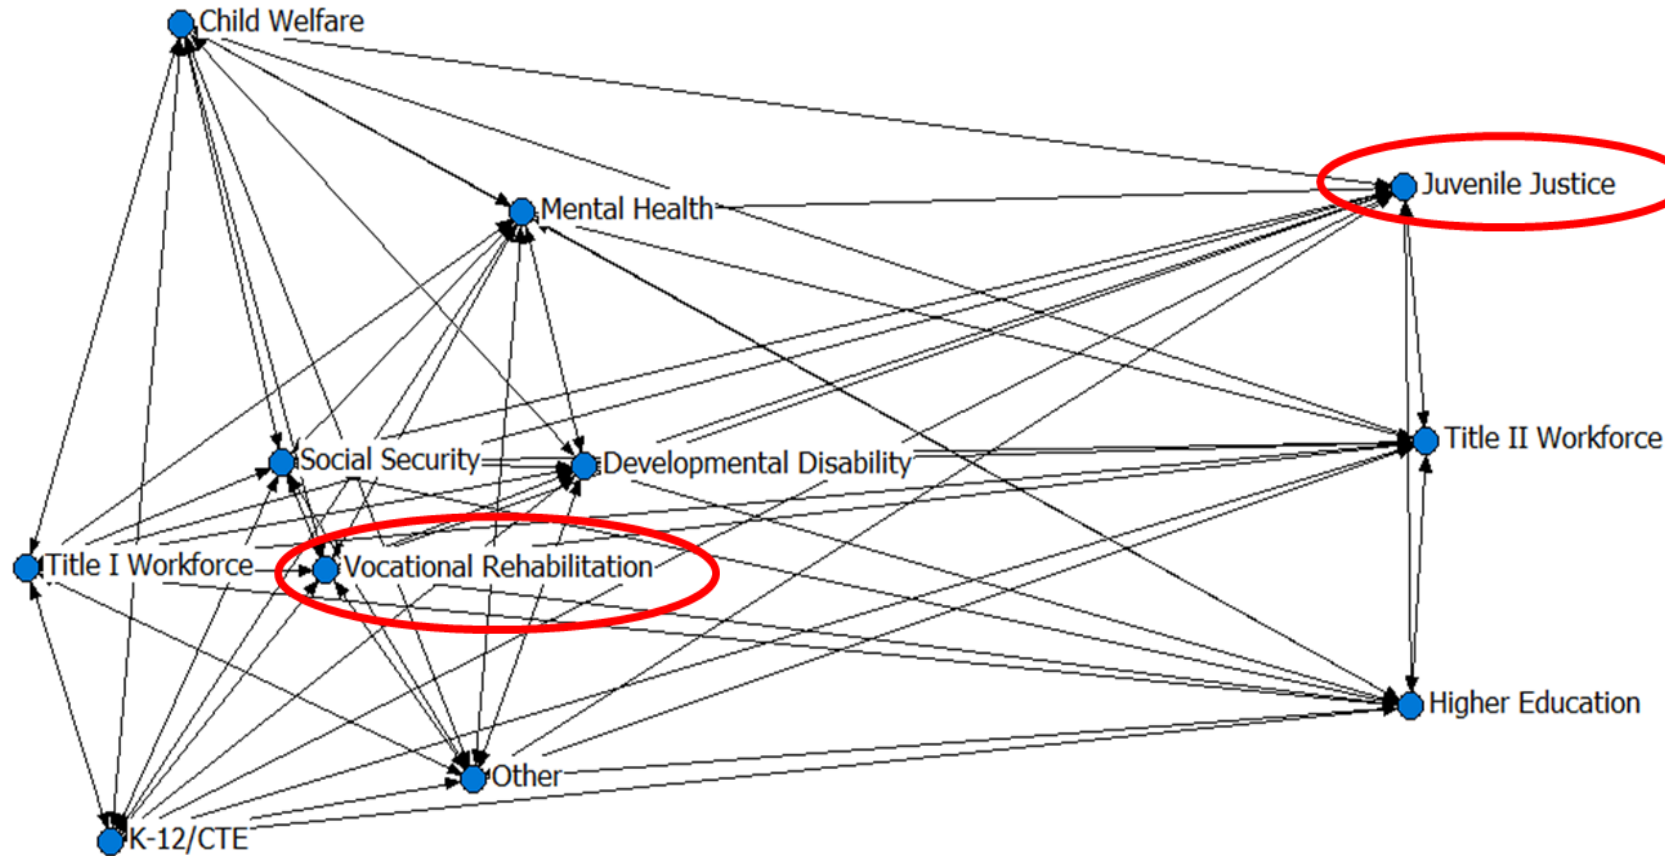 Child Welfare
Juvenile Justice
Mental Health
Title II Workforce
Social Security
Developmental Disability
Title I Workforce
Vocational Rehabilitation
Higher Education
Other
K-12/CTE